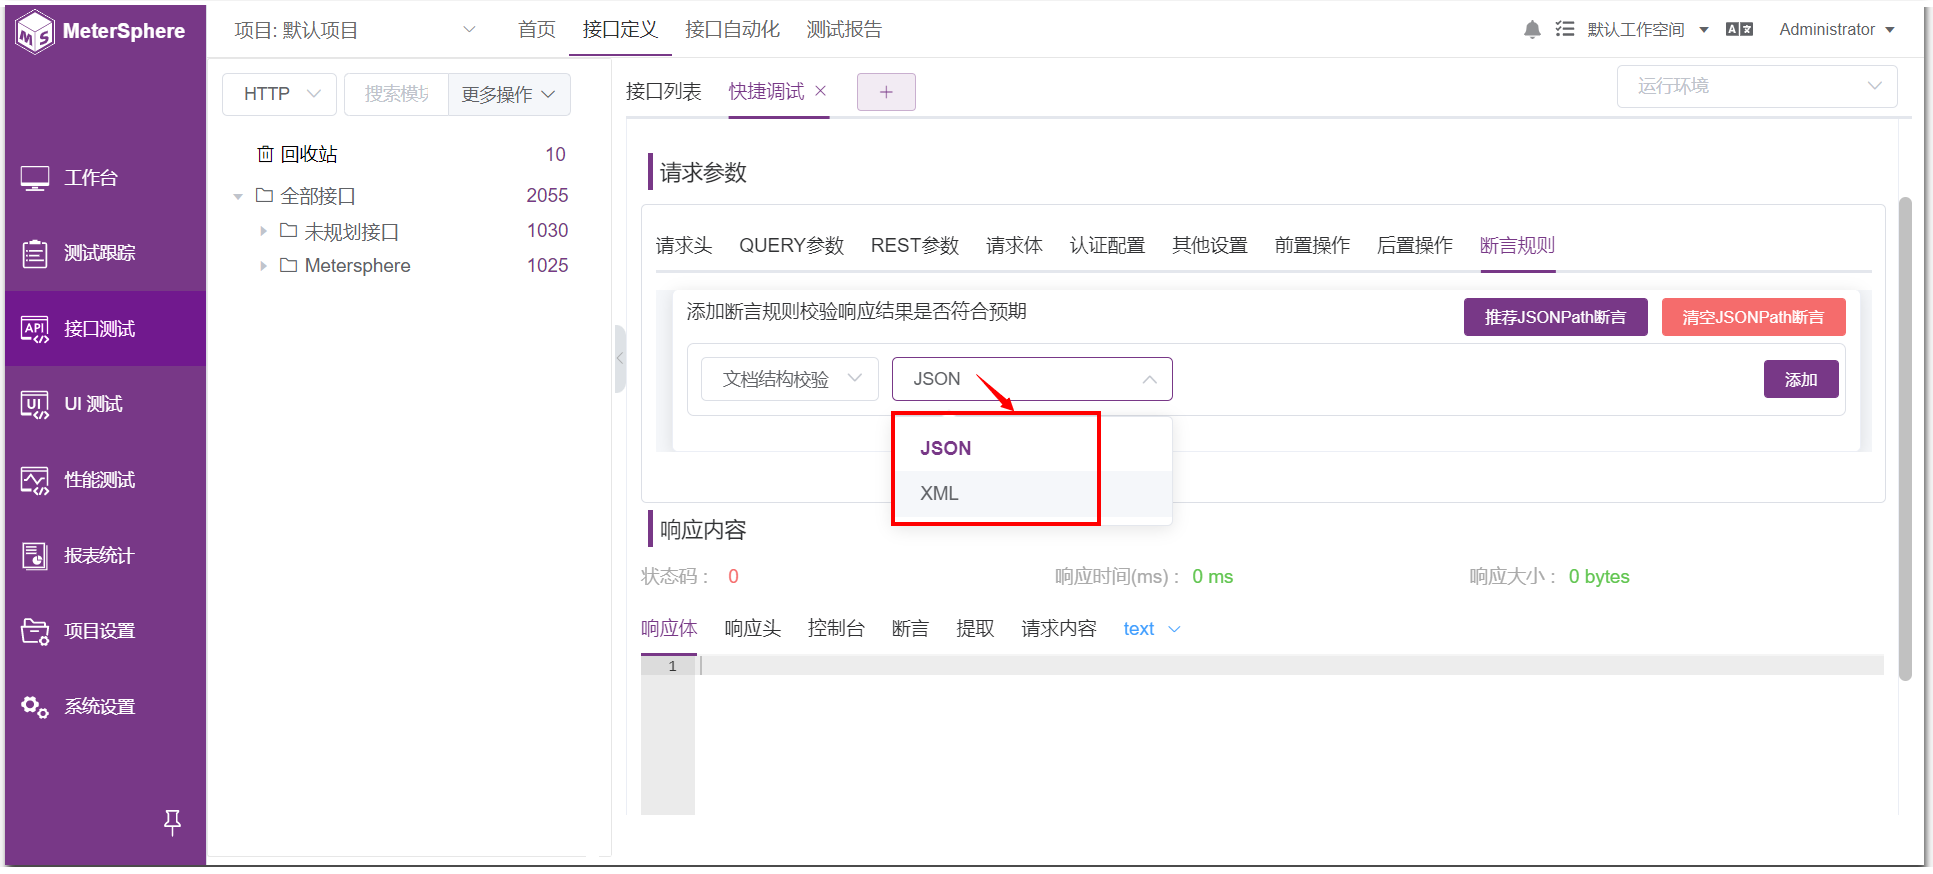 MeterSphere
项目: 默认项目
首页
接口定义
接口自动化
测试报告
默认工作空间
Administrator
工作台
测试跟踪
接口测试
UI 测试
性能测试
报表统计
项目设置
系统设置
HTTP
搜索模块
更多操作
回收站 10
全部接口 2055
未规划接口 1030
Metersphere 1025
接口列表
快捷调试
运行环境
请求参数
请求头 QUERY参数 REST参数 请求体 认证配置 其他设置 前置操作 后置操作 断言规则
添加断言规则校验响应结果是否符合预期
推荐JSONPath断言
清空JSONPath断言
文档结构校验
JSON
添加
JSON
XML
响应内容
状态码： 0
响应时间(ms)： 0 ms
响应大小： 0 bytes
响应体 响应头 控制台 断言 提取 请求内容 text
1